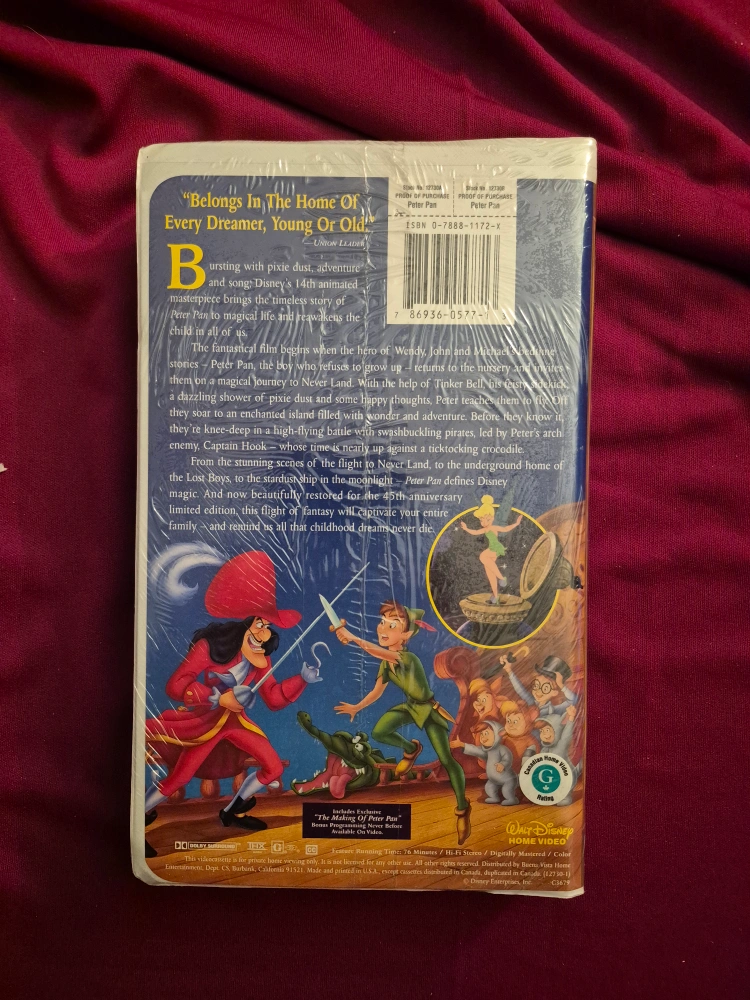 "Belongs In The Home Of
Every Dreamer, Young Or Old."
– UNION LEADER
PROOF OF PURCHASE
Peter Pan
PROOF OF PURCHASE
Peter Pan
ISBN 0-7888-1172-X
7 86936-0577-1 3
Bursting with pixie dust, adventure
and song, Disney's 14th animated
masterpiece brings the timeless story of
Peter Pan to magical life and reawakens the
child in all of us.
The fantastical film begins when the hero of Wendy, John and Michael's bedtime
stories – Peter Pan, the boy who refuses to grow up – returns to the nursery and invites
them on a magical journey to Never Land. With the help of Tinker Bell, his feisty sidekick,
a dazzling shower of pixie dust and some happy thoughts, Peter teaches them to fly. Off
they soar to an enchanted island filled with wonder and adventure. Before they know it,
they're knee-deep in a high-flying battle with swashbuckling pirates, led by Peter's arch
enemy, Captain Hook – whose time is nearly up against a ticktocking crocodile.
From the stunning scenes of the flight to Never Land, to the underground home of
the Lost Boys, to the stardust ship in the moonlight – Peter Pan defines Disney
magic. And now beautifully restored for the 45th anniversary
limited edition, this flight of fantasy will captivate your entire
family – and remind us all that childhood dreams never die.
Canadian Home Video
G
Rating
Includes Exclusive
"The Making Of Peter Pan"
Bonus Programming Never Before
Available On Video.
WALT DISNEY
HOME VIDEO
DOLBY SURROUND THX G CC Feature Running Time: 76 Minutes / Hi-Fi Stereo / Digitally Mastered / Color
This videocassette is for private home viewing only. It is not licensed for any other use. All other rights reserved. Distributed by Buena Vista Home
Entertainment, Dept. CS, Burbank, California 91521. Made and printed in U.S.A., except cassettes distributed in Canada, duplicated in Canada. (12730-1)
© Disney Enterprises, Inc. C3679